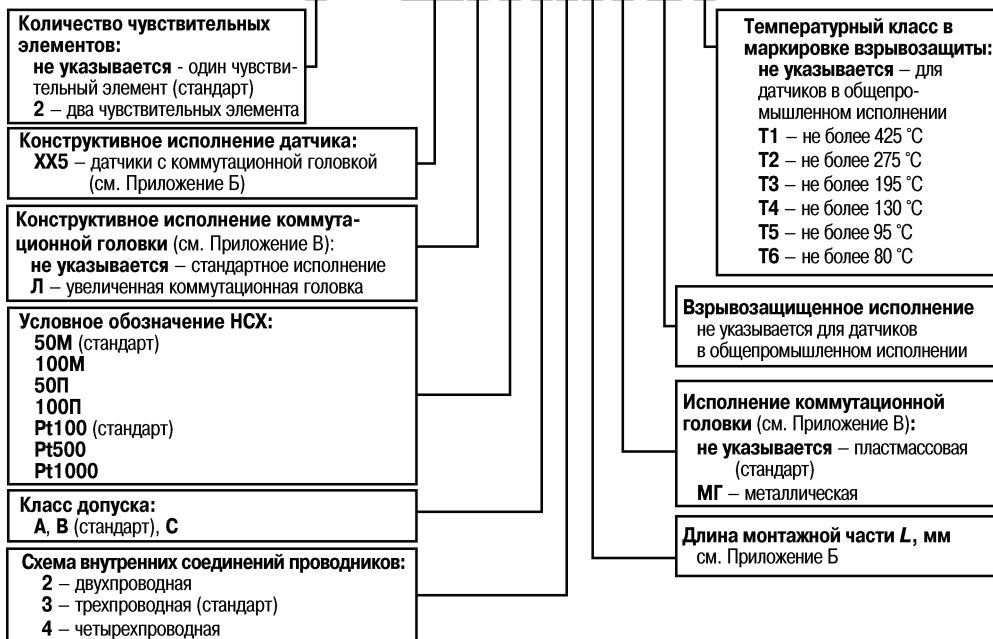 Количество чувствительных
элементов:
не указывается - один чувстви-
тельный элемент (стандарт)
2 – два чувствительных элемента
Конструктивное исполнение датчика:
XX5 – датчики с коммутационной головкой
(см. Приложение Б)
Конструктивное исполнение коммута-
ционной головки (см. Приложение В):
не указывается – стандартное исполнение
Л – увеличенная коммутационная головка
Условное обозначение НСХ:
50М (стандарт)
100М
50П
100П
Pt100 (стандарт)
Pt500
Pt1000
Класс допуска:
А, В (стандарт), С
Схема внутренних соединений проводников:
2 – двухпроводная
3 – трехпроводная (стандарт)
4 – четырехпроводная
Температурный класс в
маркировке взрывозащиты:
не указывается – для
датчиков в общепро-
мышленном исполнении
Т1 – не более 425 °С
Т2 – не более 275 °С
Т3 – не более 195 °С
Т4 – не более 130 °С
Т5 – не более 95 °С
Т6 – не более 80 °С
Взрывозащищенное исполнение
не указывается для датчиков
в общепромышленном исполнении
Исполнение коммутационной
головки (см. Приложение В):
не указывается – пластмассовая
(стандарт)
МГ – металлическая
Длина монтажной части L, мм
см. Приложение Б